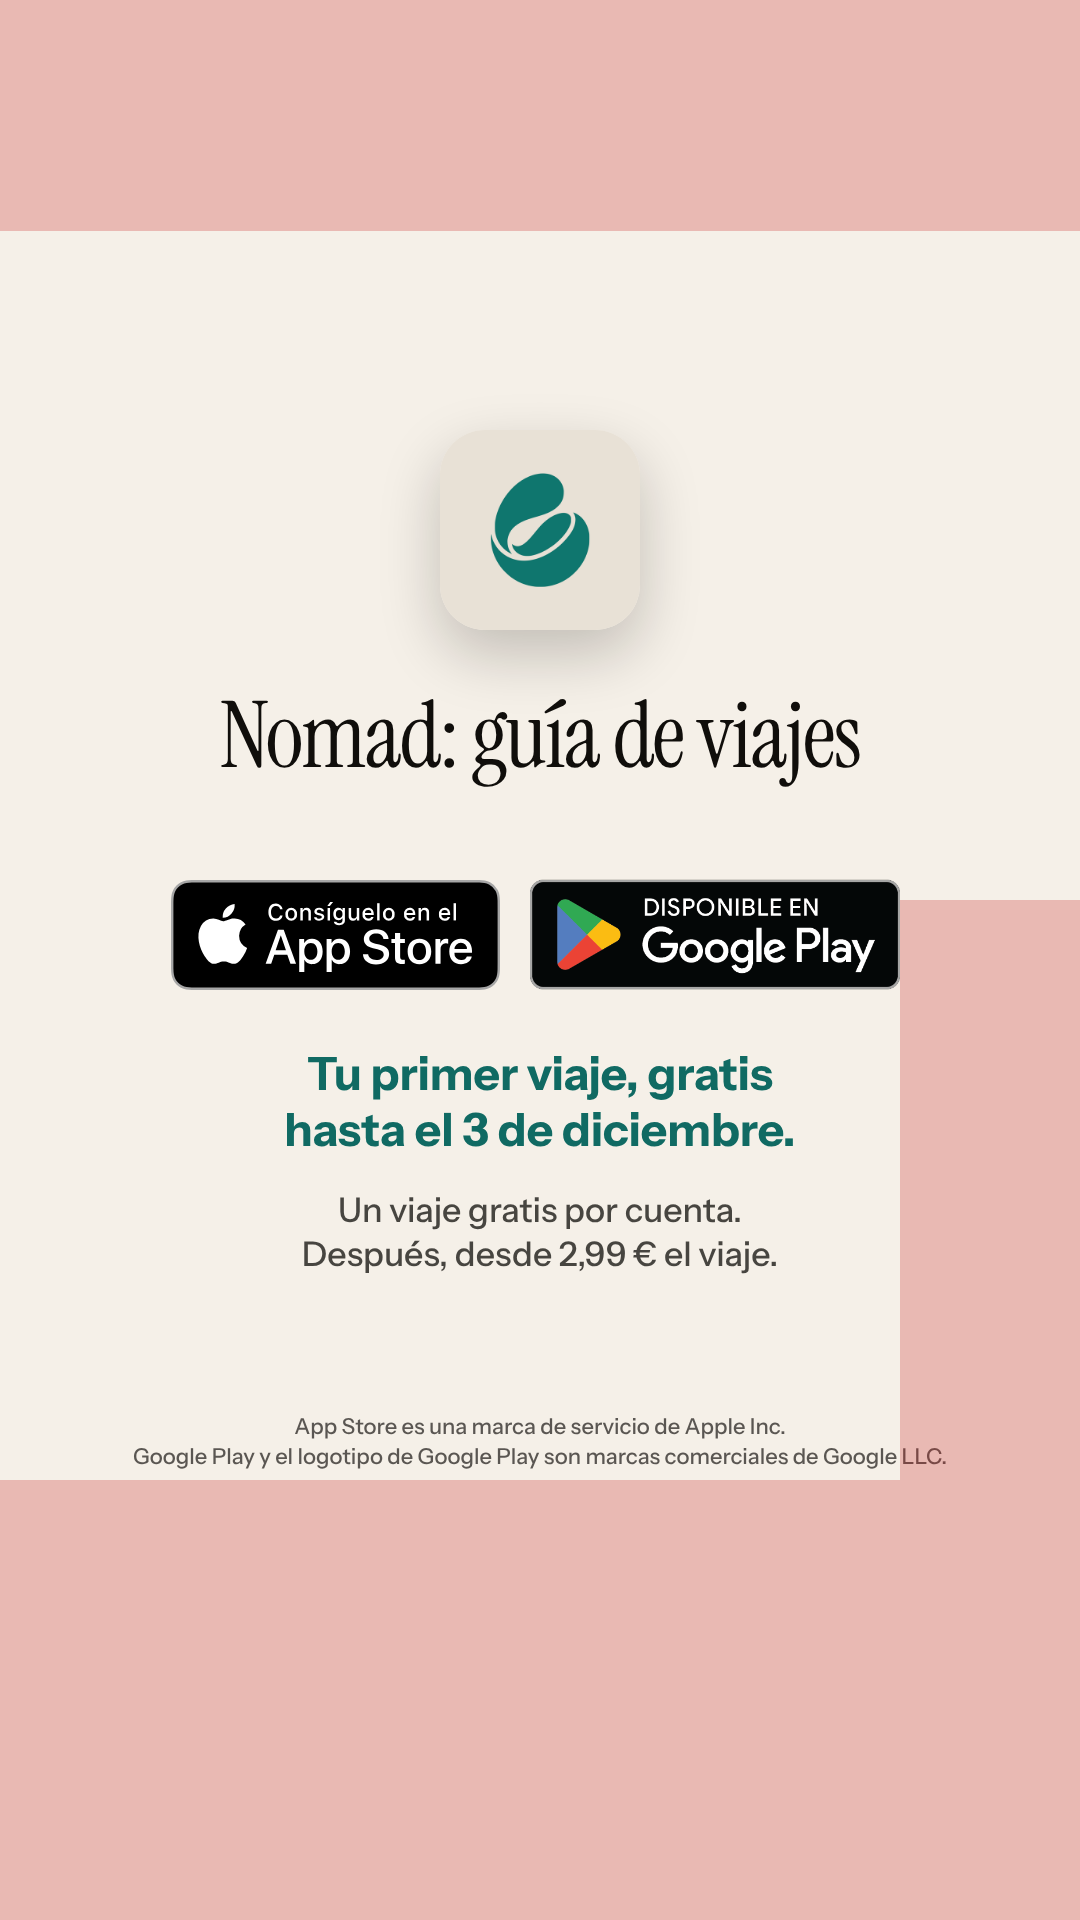 Nomad: guía de viajes
Consíguelo en el
App Store
DISPONIBLE EN
Google Play
Tu primer viaje, gratis
hasta el 3 de diciembre.
Un viaje gratis por cuenta.
Después, desde 2,99 € el viaje.
App Store es una marca de servicio de Apple Inc.
Google Play y el logotipo de Google Play son marcas comerciales de Google LLC.